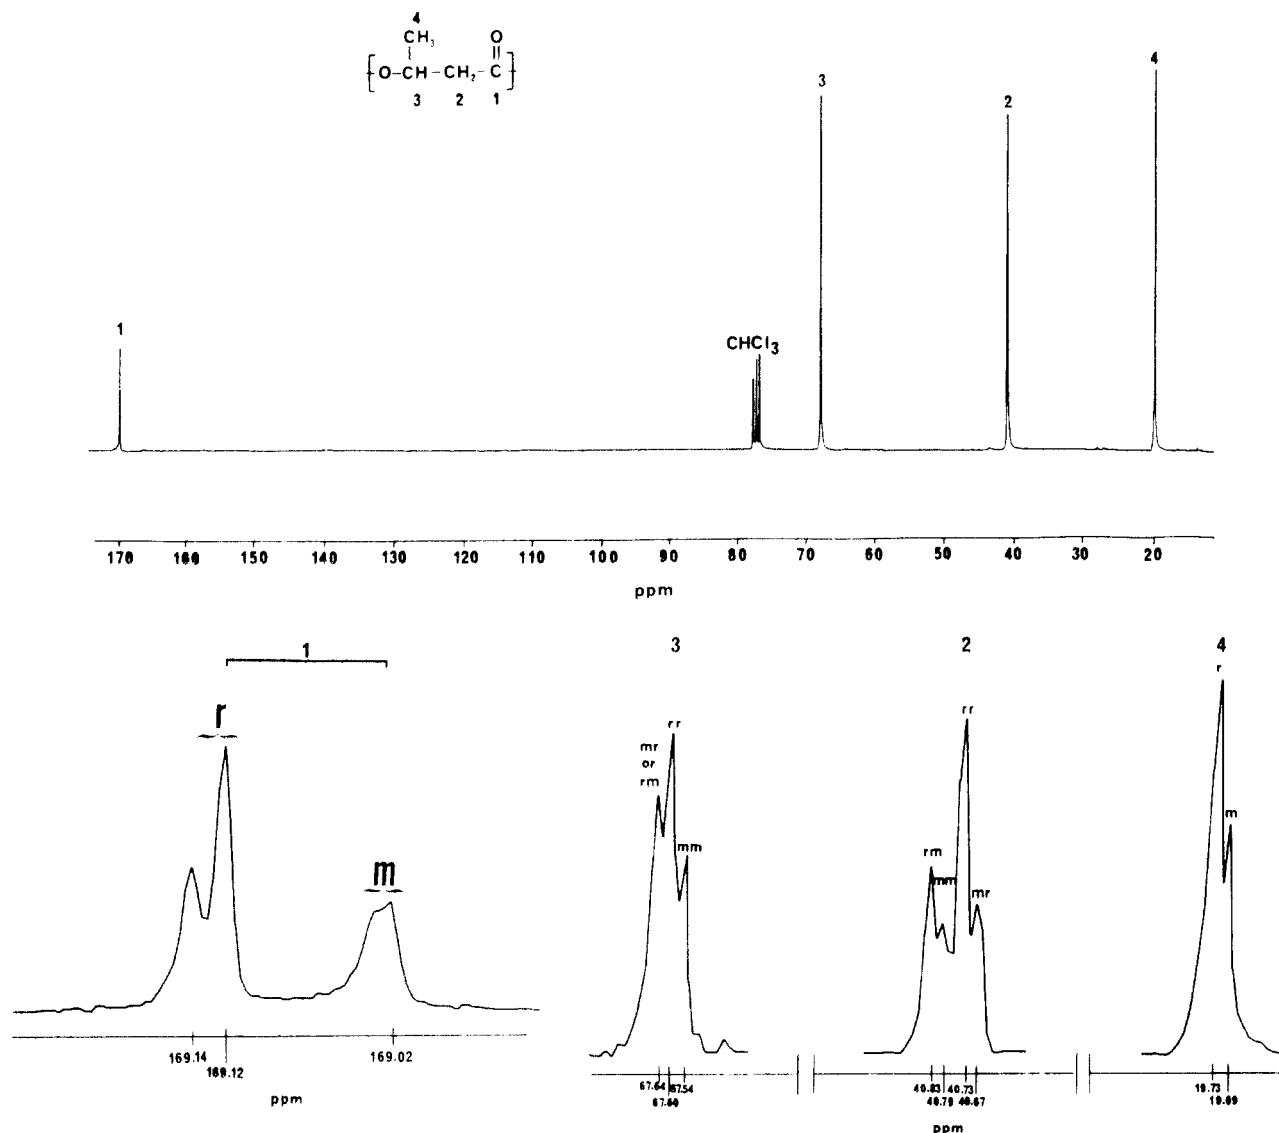 4
CH₃ O
O-CH-CH₂-C
3 2 1
1
CHCl₃
3
2
4
170 160 150 140 130 120 110 100 90 80 70 60 50 40 30 20
ppm
1
r
m
169.14 169.02
169.12
ppm
3
rr
mr
or
rm
mm
67.64 67.54
67.60
2
rr
rm
mm
mr
40.83 40.73
40.79 40.67
ppm
4
r
m
19.73